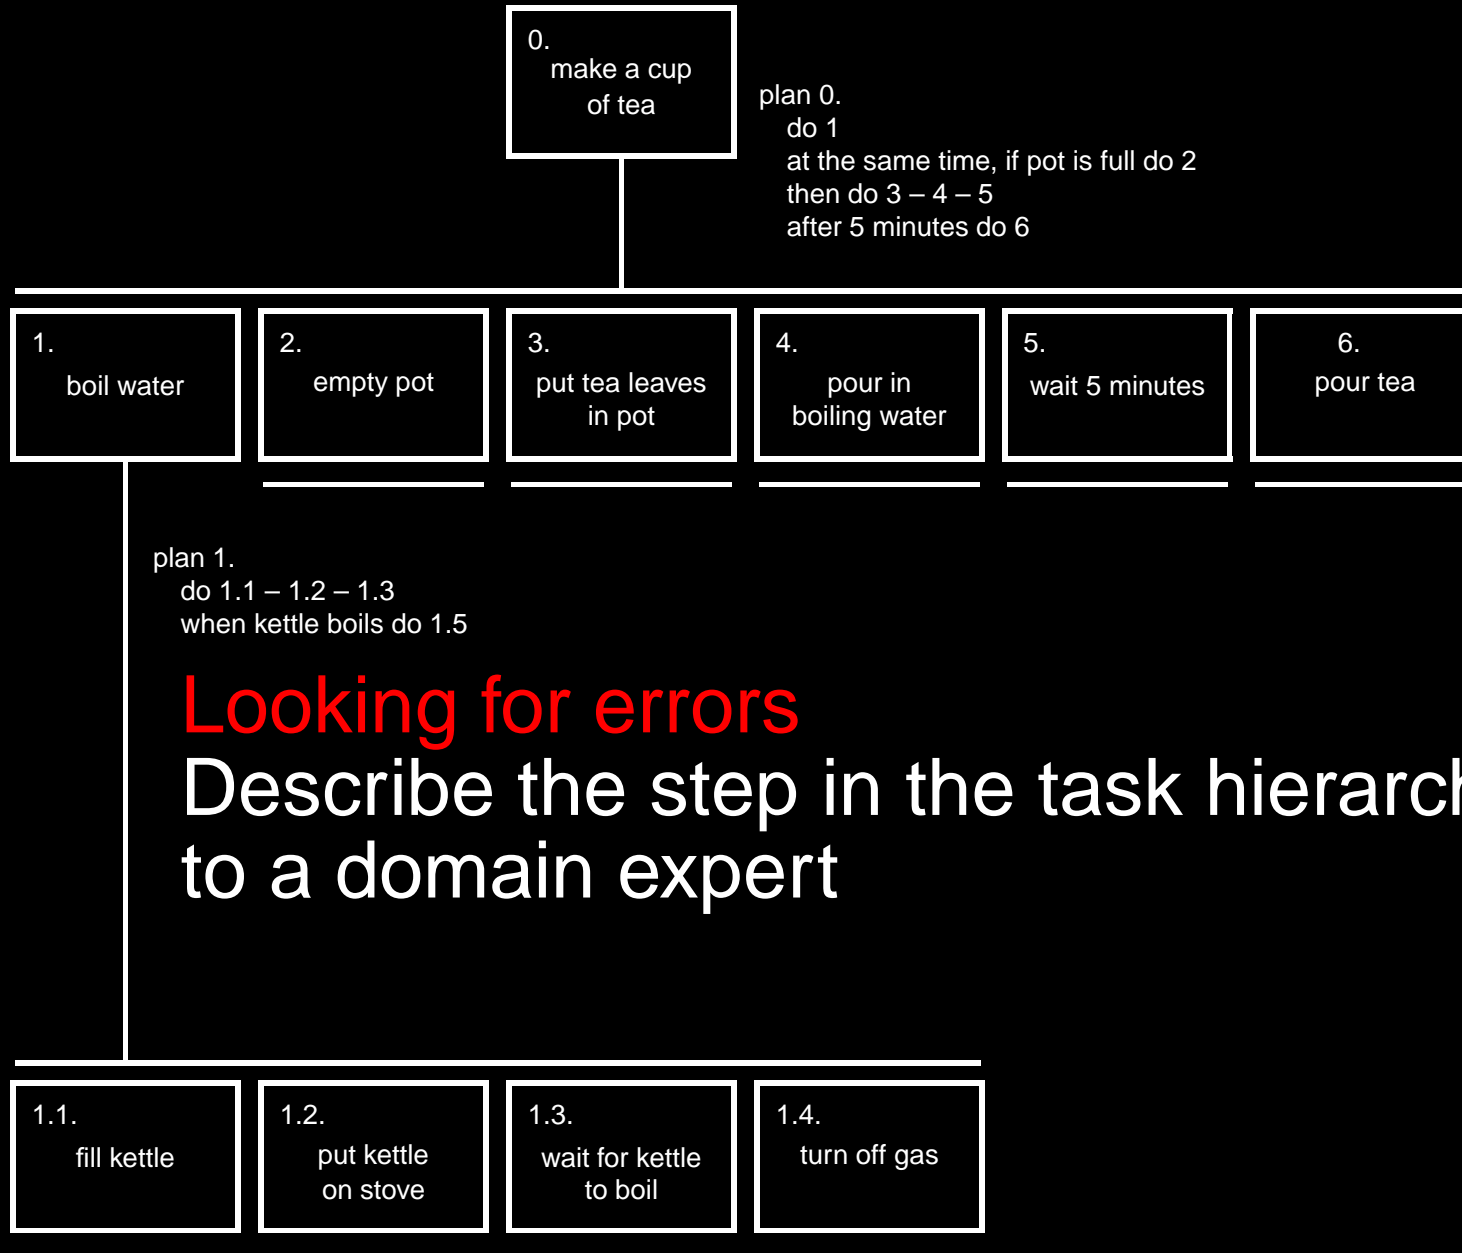 0.
make a cup
of tea
plan 0.
do 1
at the same time, if pot is full do 2
then do 3 – 4 – 5
after 5 minutes do 6
1.
boil water
2.
empty pot
3.
put tea leaves
in pot
4.
pour in
boiling water
5.
wait 5 minutes
6.
pour tea
plan 1.
do 1.1 – 1.2 – 1.3
when kettle boils do 1.5
Looking for errors
Describe the step in the task
to a domain expert
1.1.
fill kettle
1.2.
put kettle
on stove
1.3.
wait for kettle
to boil
1.4.
turn off gas